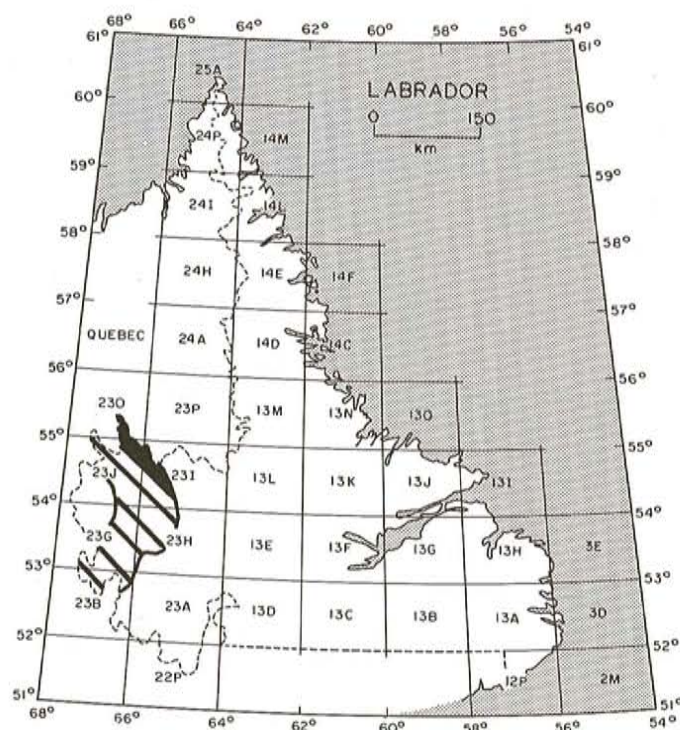 68° 66° 64° 62° 60° 58° 56° 54°
61° 61°
25A
LABRADOR
60° 60°
0 150
km
24P 14M
59° 59°
24I 14L
58° 58°
24H 14E 14F
57° 57°
QUEBEC 24A 14D 14C
56° 56°
23O 23P 13M 13N 13O
55° 55°
23J 23I 13L 13K 13J 13I
54° 54°
23G 23H 13E 13F 13G 13H 3E
53° 53°
23B 23A 13D 13C 13B 13A 3D
52° 52°
22P 12P 2M
51° 51°
68° 66° 64° 62° 60° 58° 56° 54°